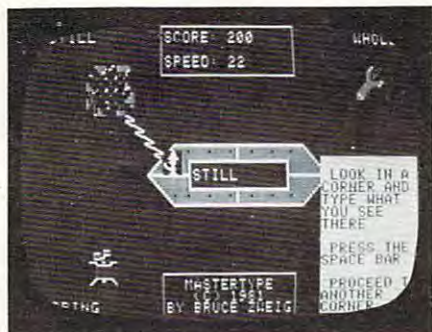 STILL
SCORE: 200
SPEED: 22
STILL
LOOK IN A
CORNER AND
TYPE WHAT
YOU SEE
THERE
PRESS THE
SPACE BAR
PROCEED T
ANOTHER
CORNER
MASTERTYPE
(C) 1981
BY BRUCE ZWEIG